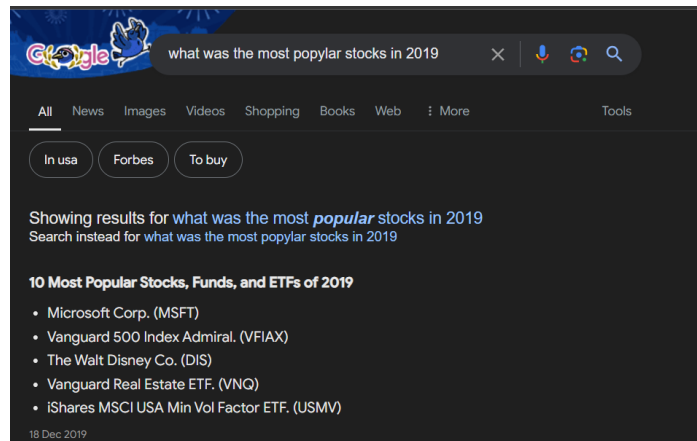 Google
what was the most popylar stocks in 2019
All News Images Videos Shopping Books Web More Tools
In usa Forbes To buy
Showing results for what was the most popular stocks in 2019
Search instead for what was the most popylar stocks in 2019
10 Most Popular Stocks, Funds, and ETFs of 2019
• Microsoft Corp. (MSFT)
• Vanguard 500 Index Admiral. (VFIAX)
• The Walt Disney Co. (DIS)
• Vanguard Real Estate ETF. (VNQ)
• iShares MSCI USA Min Vol Factor ETF. (USMV)
18 Dec 2019